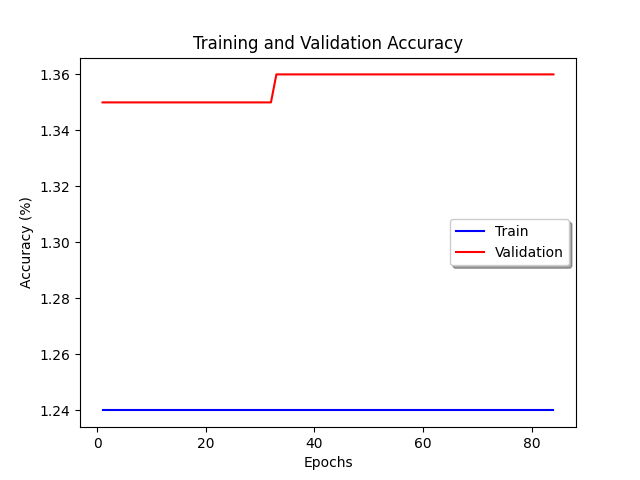 Training and Validation Accuracy
1.36
1.34
1.32
1.30
1.28
1.26
1.24
Accuracy (%)
Train
Validation
0 20 40 60 80
Epochs